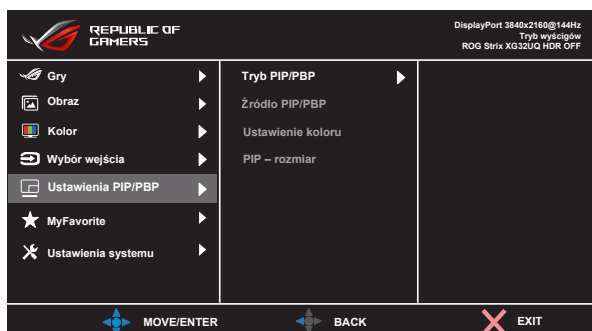 REPUBLIC OF
GAMERS
DisplayPort 3840x2160@144Hz
Tryb wyścigów
ROG Strix XG32UQ HDR OFF
Gry
Obraz
Kolor
Wybór wejścia
Ustawienia PIP/PBP
MyFavorite
Ustawienia systemu
Tryb PIP/PBP
Źródło PIP/PBP
Ustawienie koloru
PIP – rozmiar
MOVE/ENTER
BACK
EXIT